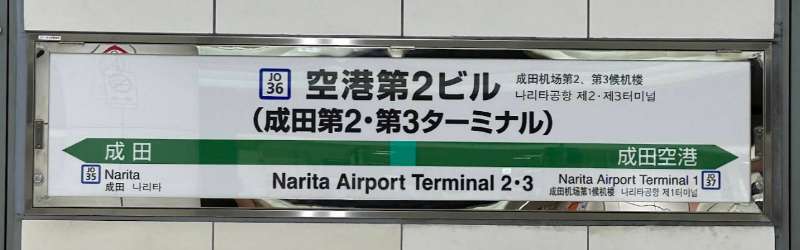 JO
36
空港第2ビル
成田机场第2、第3候机楼
나리타공항 제2·제3터미널
(成田第2・第3ターミナル)
成田
成田空港
JO
35
Narita
成田 나리타
Narita Airport Terminal 2・3
Narita Airport Terminal 1
成田机场第1候机楼 나리타공항 제1터미널
JO
37